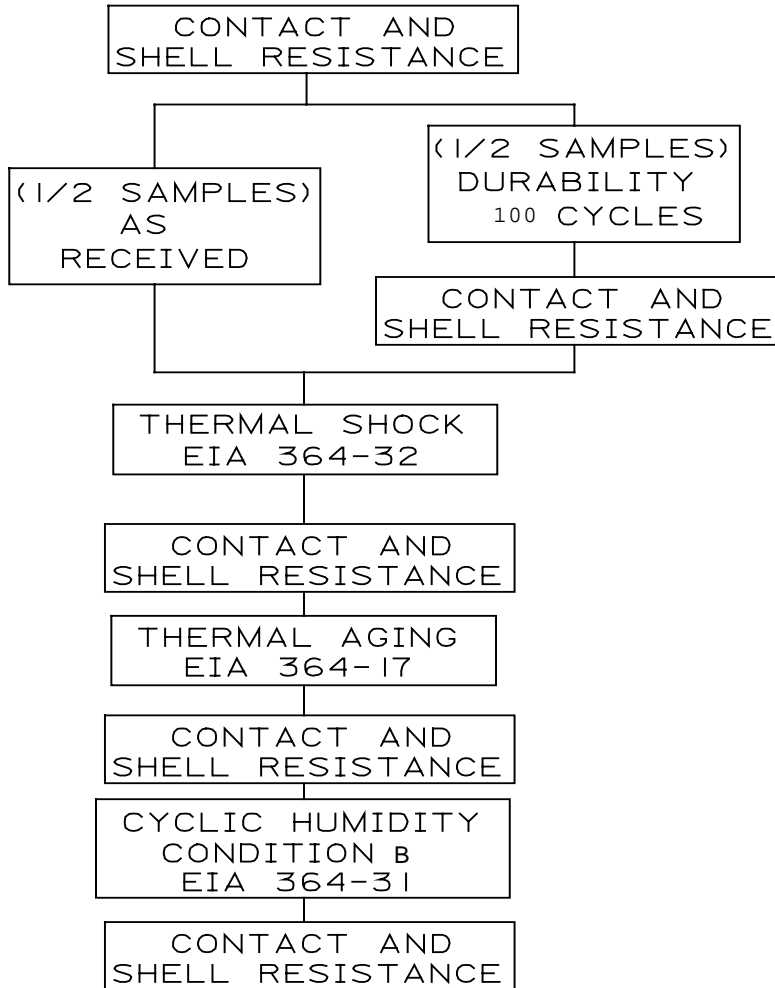 CONTACT AND
SHELL RESISTANCE
(1/2 SAMPLES)
AS
RECEIVED
(1/2 SAMPLES)
DURABILITY
100 CYCLES
CONTACT AND
SHELL RESISTANCE
THERMAL SHOCK
EIA 364-32
CONTACT AND
SHELL RESISTANCE
THERMAL AGING
EIA 364-17
CONTACT AND
SHELL RESISTANCE
CYCLIC HUMIDITY
CONDITION B
EIA 364-31
CONTACT AND
SHELL RESISTANCE